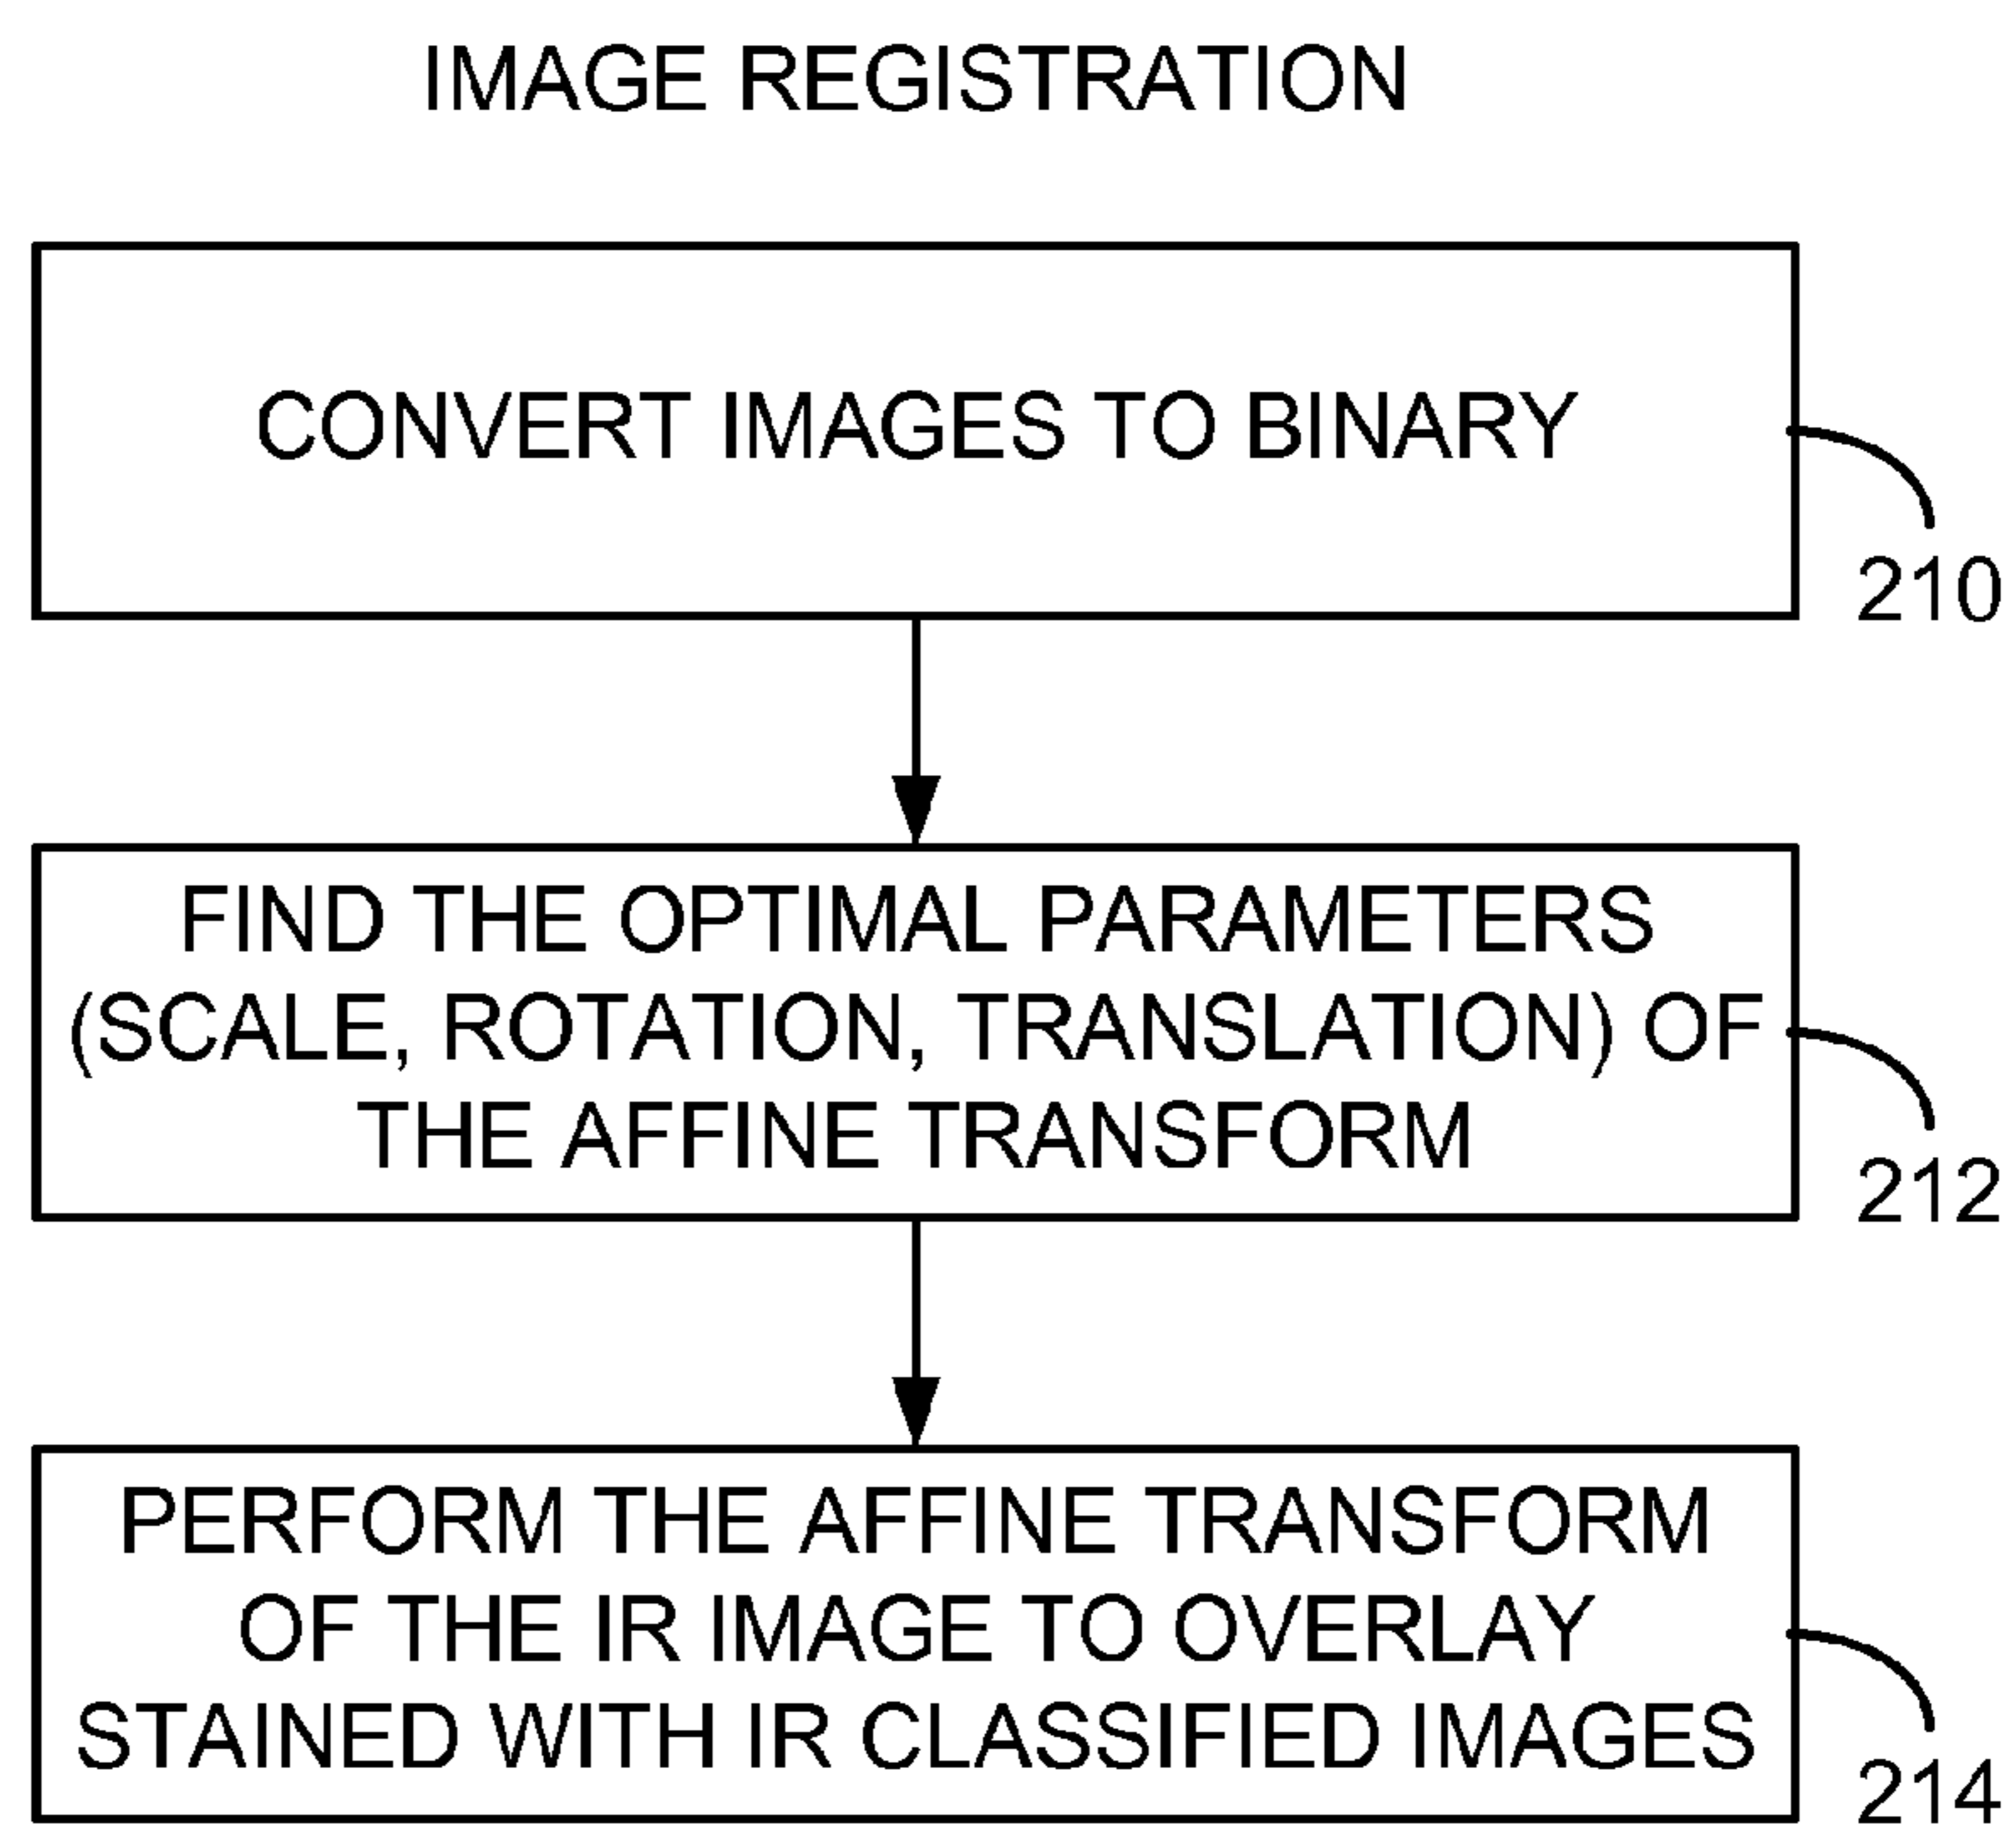 IMAGE REGISTRATION
CONVERT IMAGES TO BINARY
210
FIND THE OPTIMAL PARAMETERS
(SCALE, ROTATION, TRANSLATION) OF
THE AFFINE TRANSFORM
212
PERFORM THE AFFINE TRANSFORM
OF THE IR IMAGE TO OVERLAY
STAINED WITH IR CLASSIFIED IMAGES
214